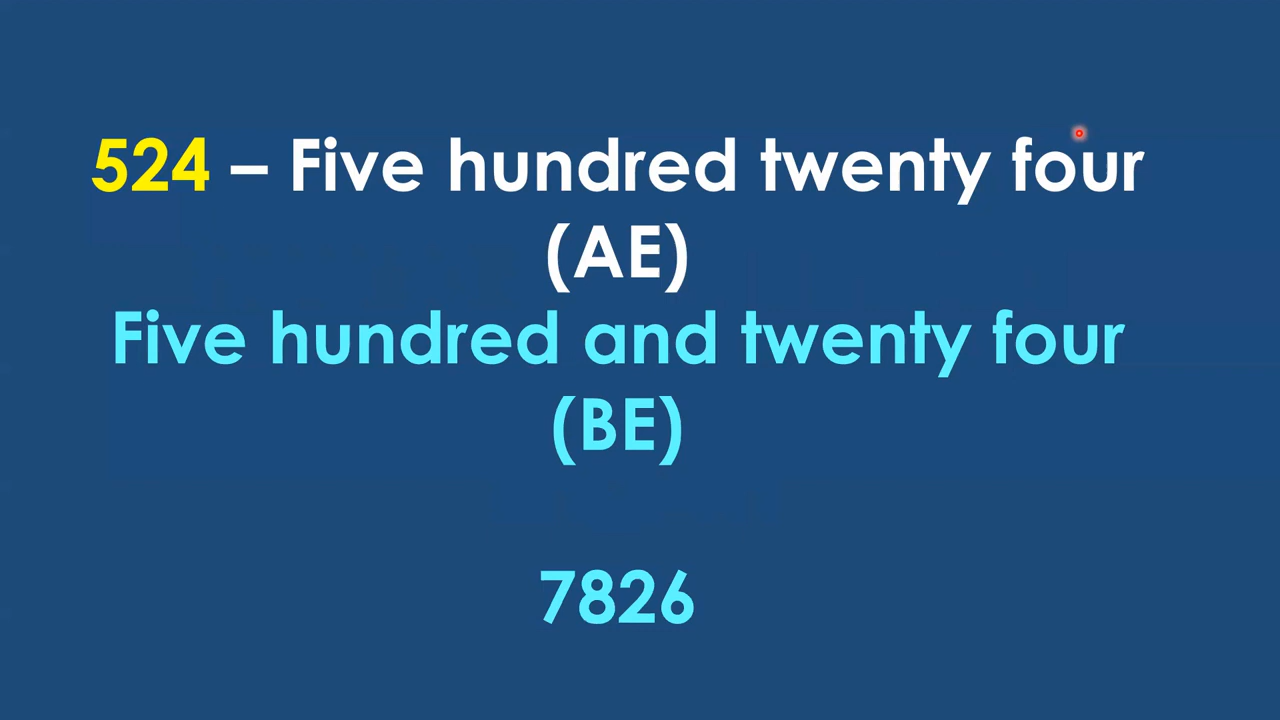 524 – Five hundred twenty four
(AE)
Five hundred and twenty four
(BE)
7826